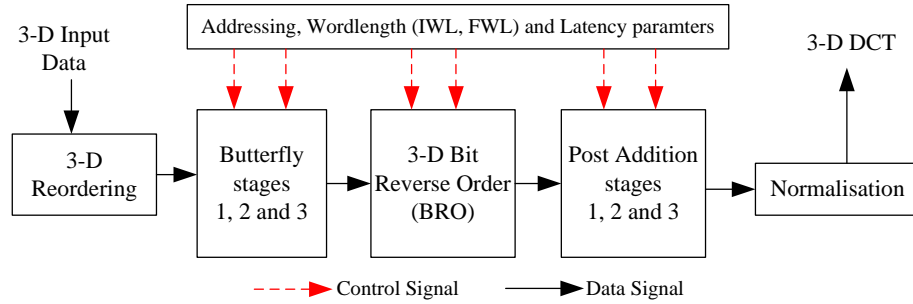 Addressing, Wordlength (IWL, FWL) and Latency paramters
3-D Input
Data
3-D DCT
3-D
Reordering
Butterfly
stages
1, 2 and 3
3-D Bit
Reverse Order
(BRO)
Post Addition
stages
1, 2 and 3
Normalisation
Control Signal
Data Signal